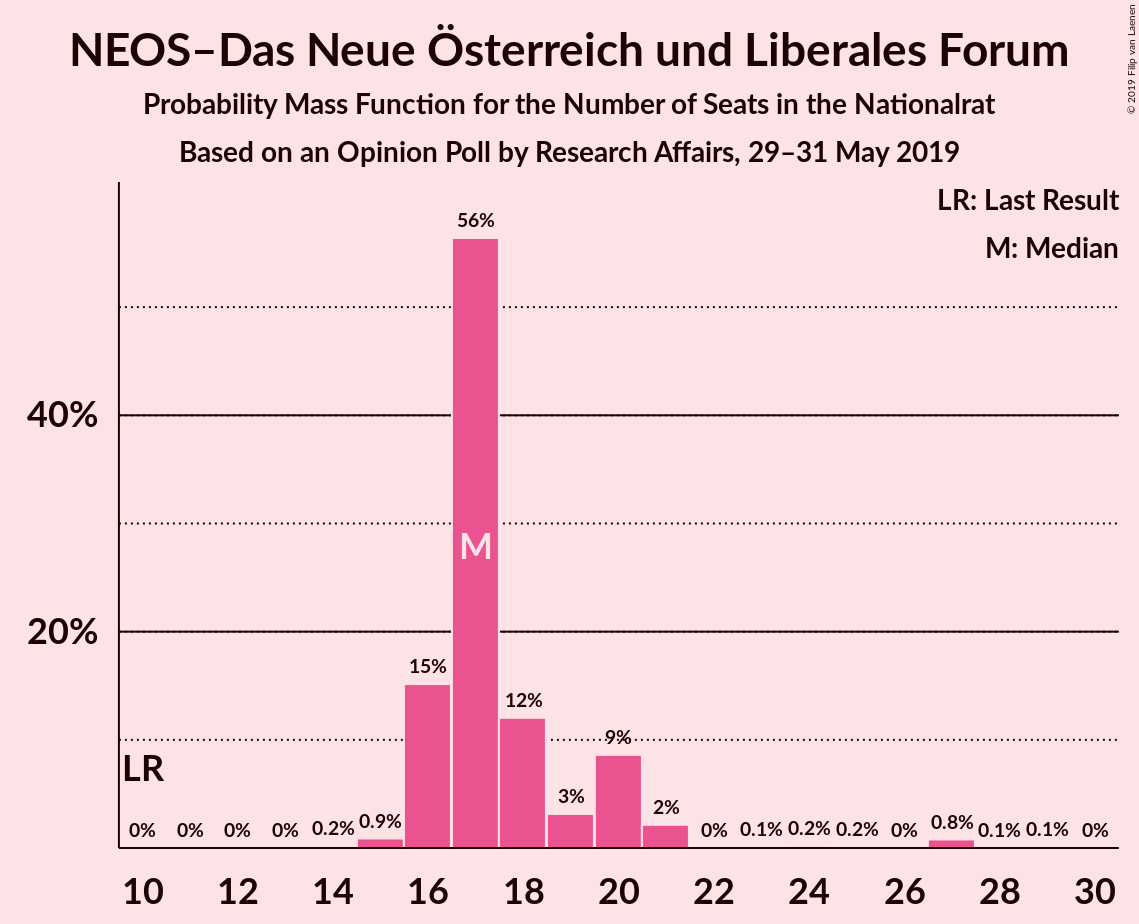 NEOS–Das Neue Österreich und Liberales Forum
Probability Mass Function for the Number of Seats in the Nationalrat
Based on an Opinion Poll by Research Affairs, 29–31 May 2019
© 2019 Filip van Laenen
LR: Last Result
M: Median
56%
40%
M
20%
15%
12%
9%
LR
3%
2%
0% 0% 0% 0% 0.2% 0.9% 0% 0.1% 0.2% 0.2% 0% 0.8% 0.1% 0.1% 0%
10 12 14 16 18 20 22 24 26 28 30